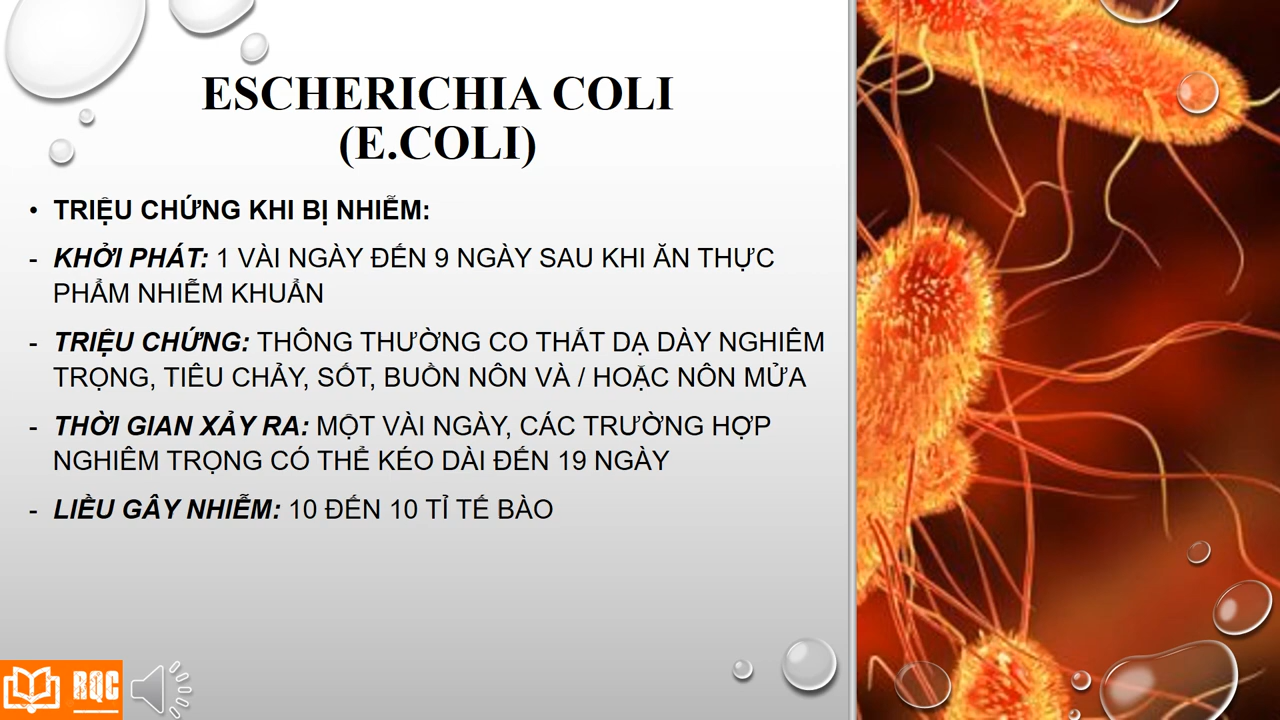 ESCHERICHIA COLI
(E.COLI)
• TRIỆU CHỨNG KHI BỊ NHIỄM:
- KHỞI PHÁT: 1 VÀI NGÀY ĐẾN 9 NGÀY SAU KHI ĂN THỰC
PHẨM NHIỄM KHUẨN
- TRIỆU CHỨNG: THÔNG THƯỜNG CO THẮT DẠ DÀY NGHIÊM
TRỌNG, TIÊU CHẢY, SỐT, BUỒN NÔN VÀ / HOẶC NÔN MỬA
- THỜI GIAN XẢY RA: MỘT VÀI NGÀY, CÁC TRƯỜNG HỢP
NGHIÊM TRỌNG CÓ THỂ KÉO DÀI ĐẾN 19 NGÀY
- LIỀU GÂY NHIỄM: 10 ĐẾN 10 TỈ TẾ BÀO
RQC